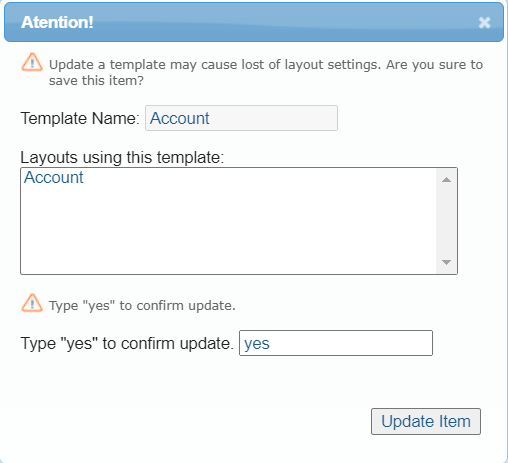 Atention!
Update a template may cause lost of layout settings. Are you sure to
save this item?
Template Name: Account
Layouts using this template:
Account
Type "yes" to confirm update.
Type "yes" to confirm update. yes
Update Item